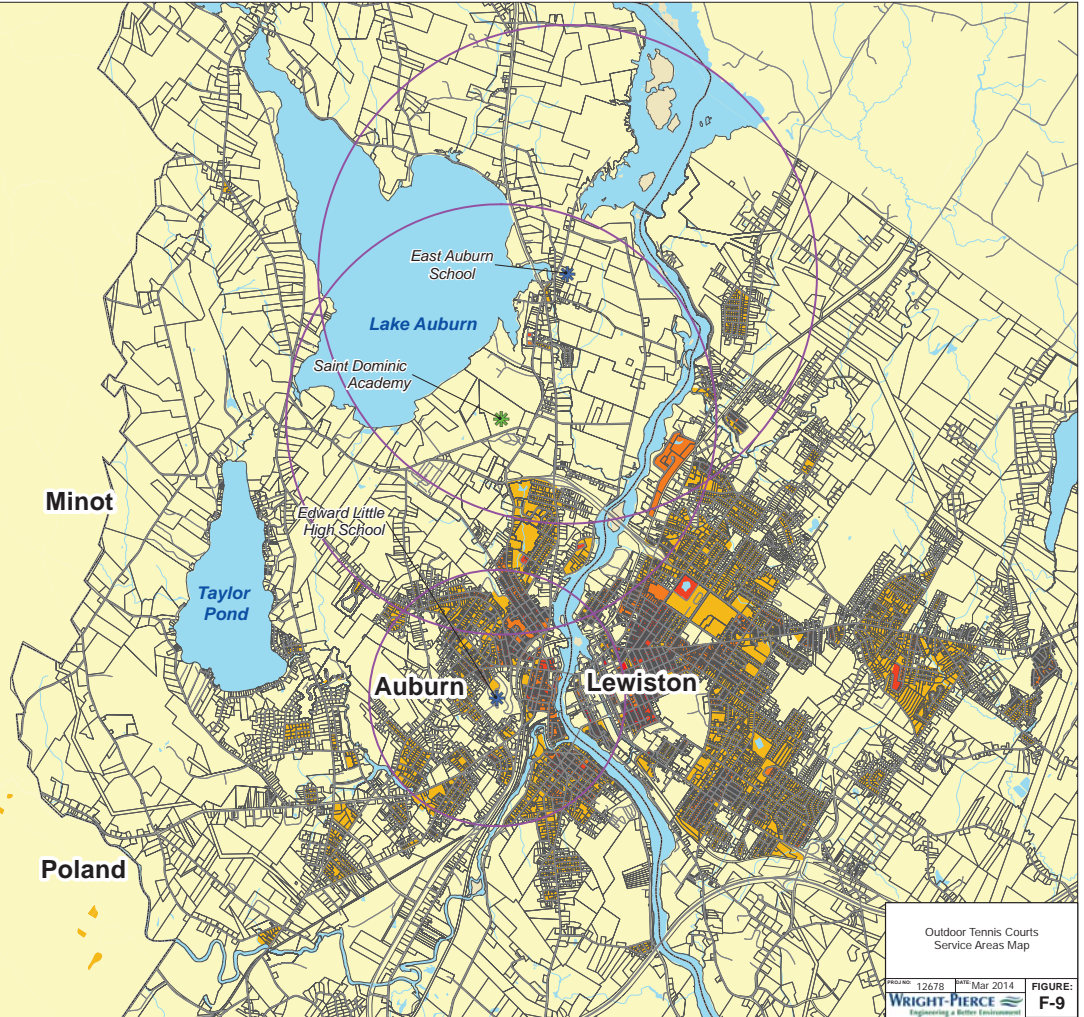 East Auburn
School
Lake Auburn
Saint Dominic
Academy
Minot
Edward Little
High School
Taylor
Pond
Auburn
Lewiston
Poland
Outdoor Tennis Courts
Service Areas Map
PROJ NO: 12678 DATE: Mar 2014 FIGURE:
WRIGHT-PIERCE F-9
Engineering a Better Environment